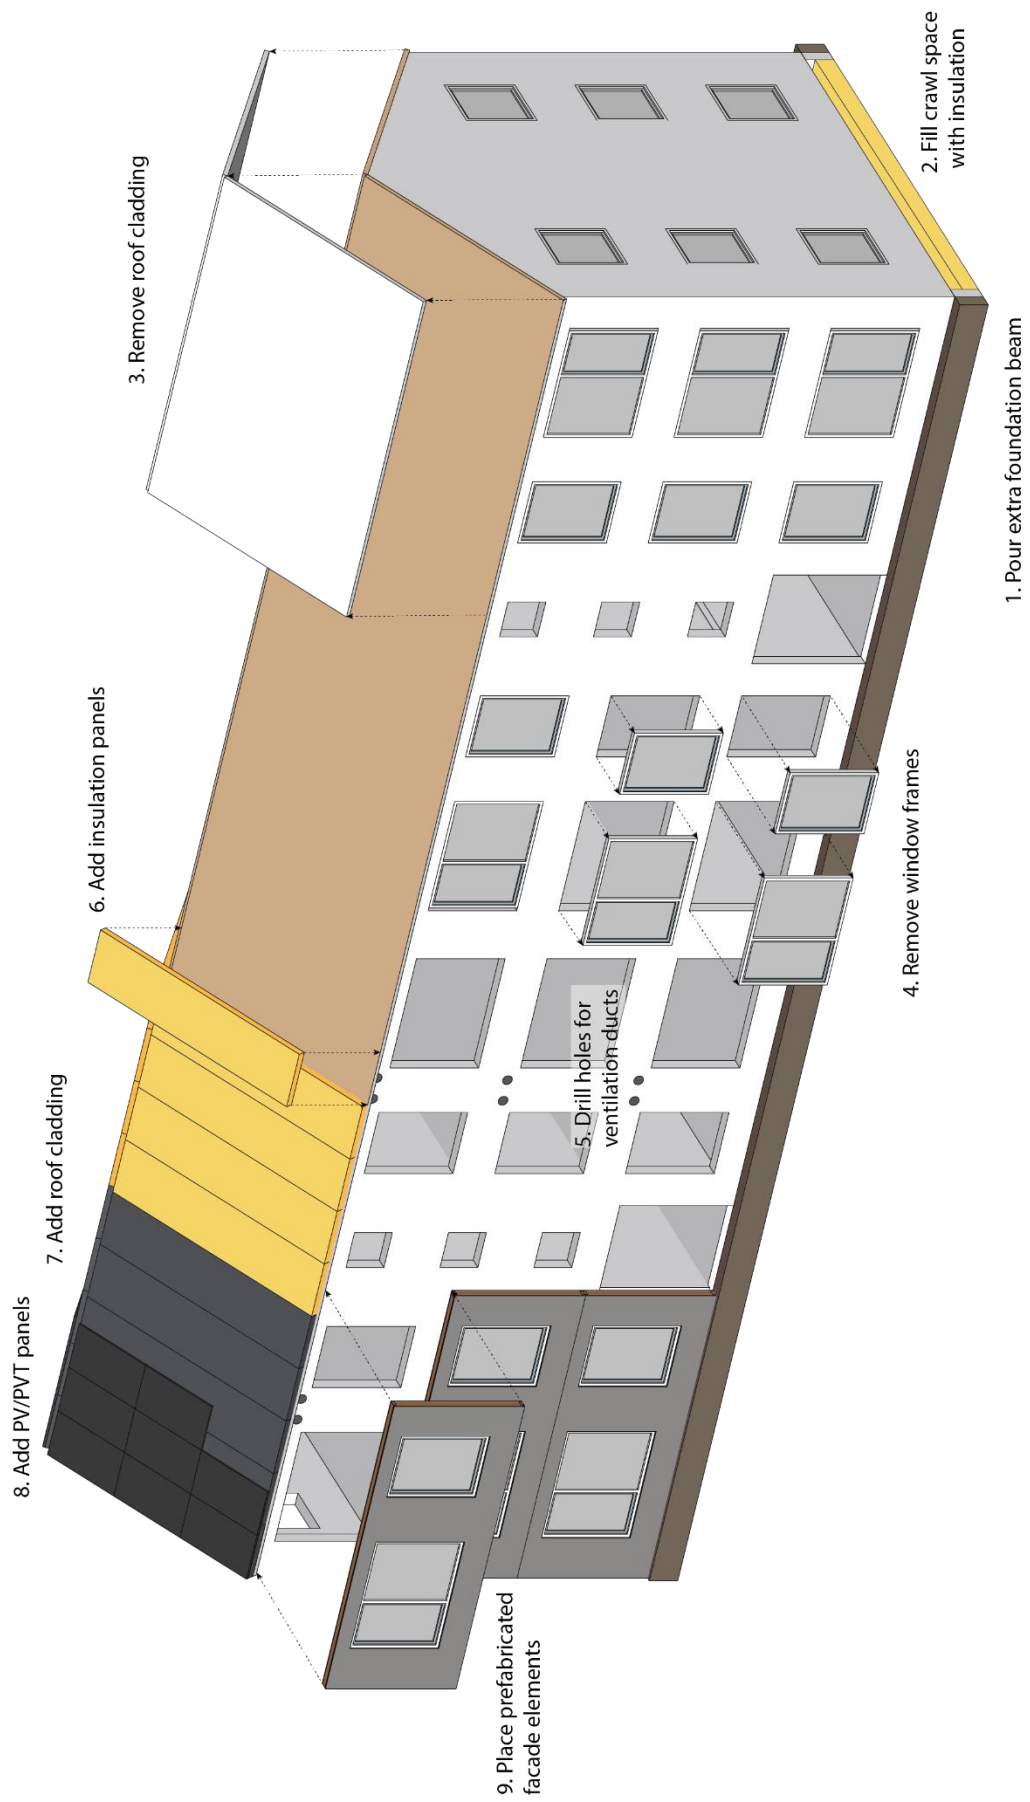 1. Pour extra foundation beam
2. Fill crawl space
with insulation
3. Remove roof cladding
4. Remove window frames
5. Drill holes for
ventilation ducts
6. Add insulation panels
7. Add roof cladding
8. Add PV/PVT panels
9. Place prefabricated
facade elements